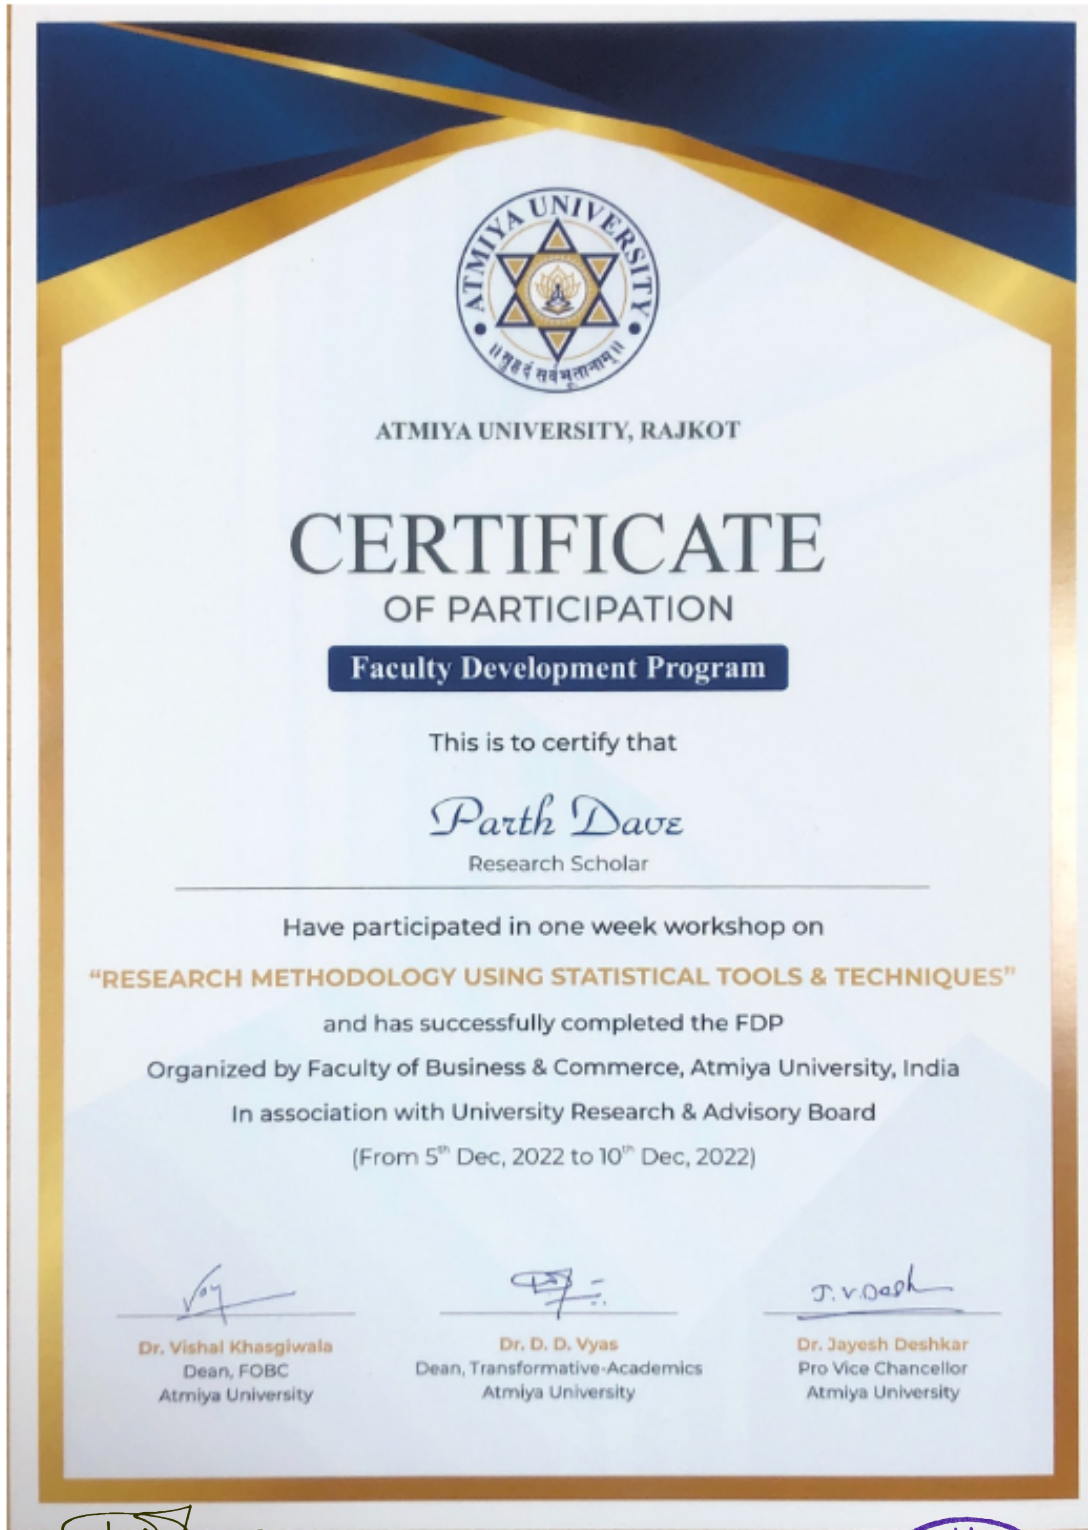 ATMIYA UNIVERSITY
॥ सुहृदं सर्वभूतानाम् ॥
ATMIYA UNIVERSITY, RAJKOT
CERTIFICATE
OF PARTICIPATION
Faculty Development Program
This is to certify that
Parth Dave
Research Scholar
Have participated in one week workshop on
“RESEARCH METHODOLOGY USING STATISTICAL TOOLS & TECHNIQUES”
and has successfully completed the FDP
Organized by Faculty of Business & Commerce, Atmiya University, India
In association with University Research & Advisory Board
(From 5th Dec, 2022 to 10th Dec, 2022)
J.V.Desh
Dr. Vishal Khasgiwala Dr. D. D. Vyas Dr. Jayesh Deshkar
Dean, FOBC Dean, Transformative-Academics Pro Vice Chancellor
Atmiya University Atmiya University Atmiya University